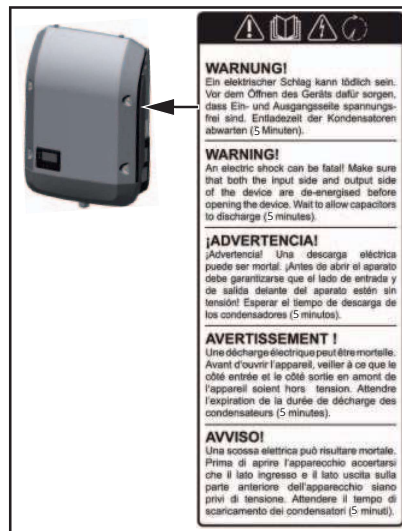 WARNUNG!
Ein elektrischer Schlag kann tödlich sein.
Vor dem Öffnen des Geräts dafür sorgen,
dass Ein- und Ausgangsseite spannungs-
frei sind. Entladezeit der Kondensatoren
abwarten (5 Minuten).
WARNING!
An electric shock can be fatal! Make sure
that both the input side and output side
of the device are de-energised before
opening the device. Wait to allow capacitors
to discharge (5 minutes).
¡ADVERTENCIA!
¡Advertencia! Una descarga eléctrica
puede ser mortal. ¡Antes de abrir el aparato
debe garantizarse que el lado de entrada y
de salida delante del aparato estén sin
tensión! Esperar el tiempo de descarga de
los condensadores (5 minutos).
AVERTISSEMENT !
Une décharge électrique peut être mortelle.
Avant d'ouvrir l'appareil, veiller à ce que le
côté entrée et le côté sortie en amont de
l'appareil soient hors tension. Attendre
l'expiration de la durée de décharge des
condensateurs (5 minutes).
AVVISO!
Una scossa elettrica può risultare mortale.
Prima di aprire l'apparecchio accertarsi
che il lato ingresso e il lato uscita sulla
parte anteriore dell'apparecchio siano
privi di tensione. Attendere il tempo di
scaricamento dei condensatori (5 minuti).